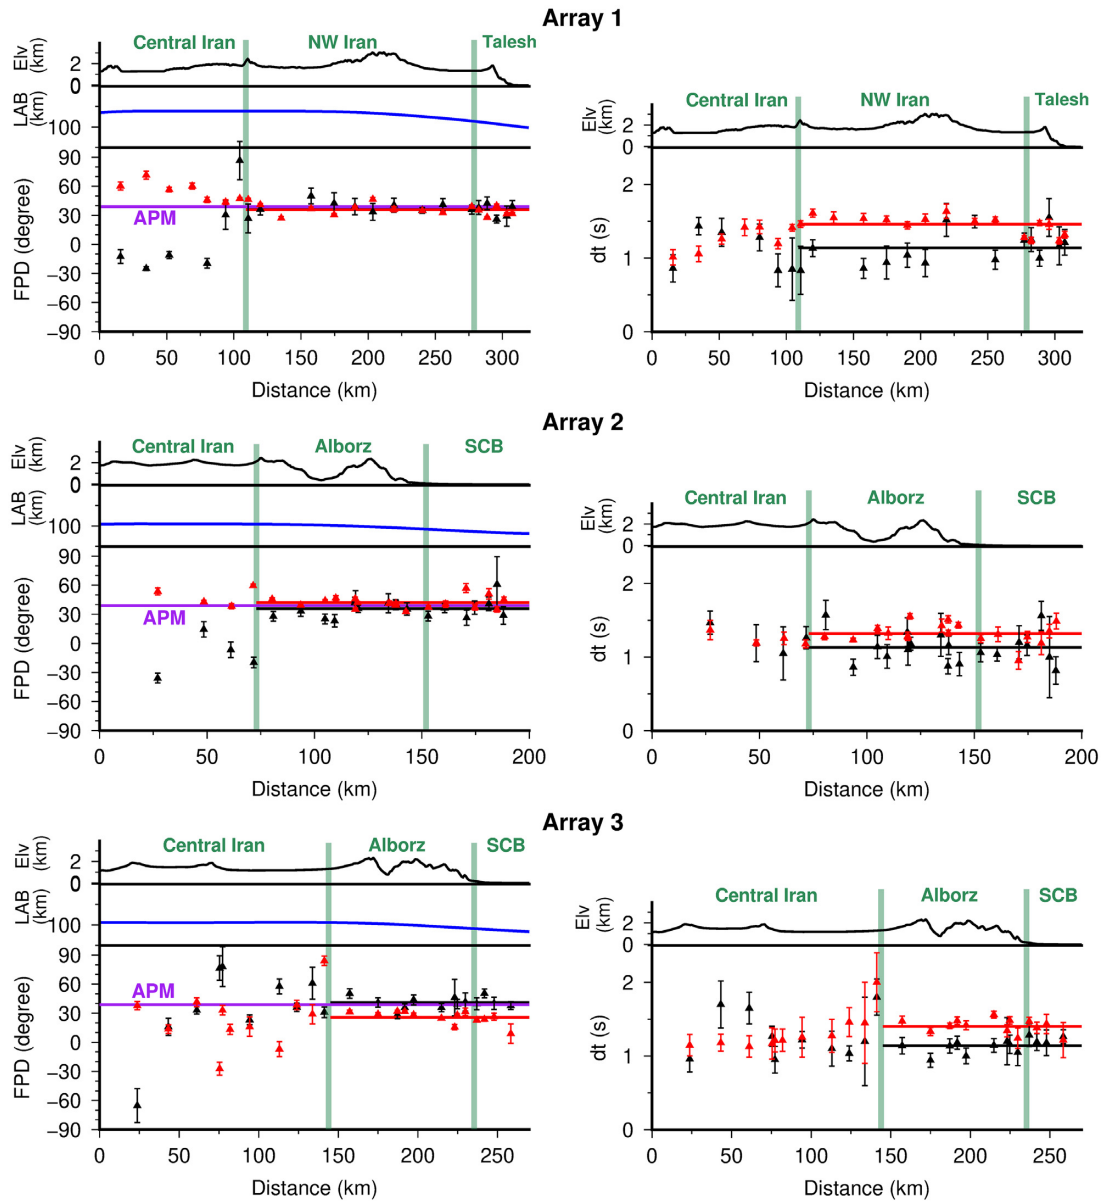 Array 1
Central Iran NW Iran Talesh
Elv (km)
2
0
LAB (km)
100
FPD (degree)
90
60
30
0
−30
−60
−90
APM
0 50 100 150 200 250 300
Distance (km)
Central Iran NW Iran Talesh
Elv (km)
2
0
dt (s)
2
1
0
0 50 100 150 200 250 300
Distance (km)
Array 2
Central Iran Alborz SCB
Elv (km)
2
0
LAB (km)
100
FPD (degree)
90
60
30
0
−30
−60
−90
APM
0 50 100 150 200
Distance (km)
Central Iran Alborz SCB
Elv (km)
2
0
dt (s)
2
1
0
0 50 100 150 200
Distance (km)
Array 3
Central Iran Alborz SCB
Elv (km)
2
0
LAB (km)
100
FPD (degree)
90
60
30
0
−30
−60
−90
APM
0 50 100 150 200 250
Distance (km)
Central Iran Alborz SCB
Elv (km)
2
0
dt (s)
2
1
0
0 50 100 150 200 250
Distance (km)